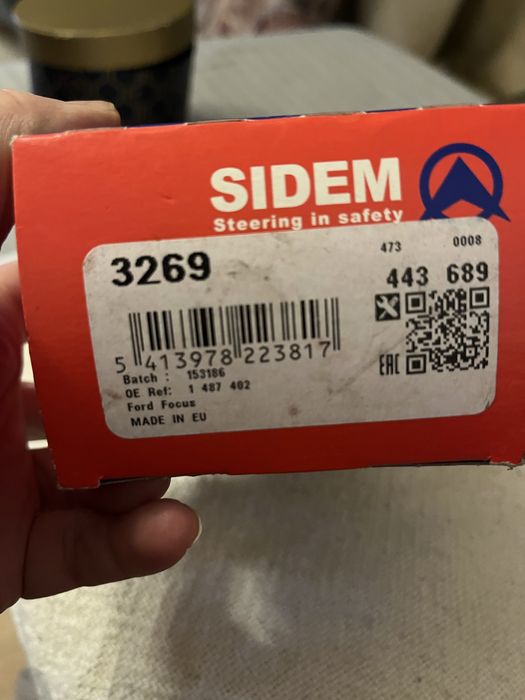 SIDEM
Steering in safety
473 0008
3269
443 689
5 413978 223817
EAC
Batch : 153186
OE Ref: 1 487 402
Ford Focus
MADE IN EU